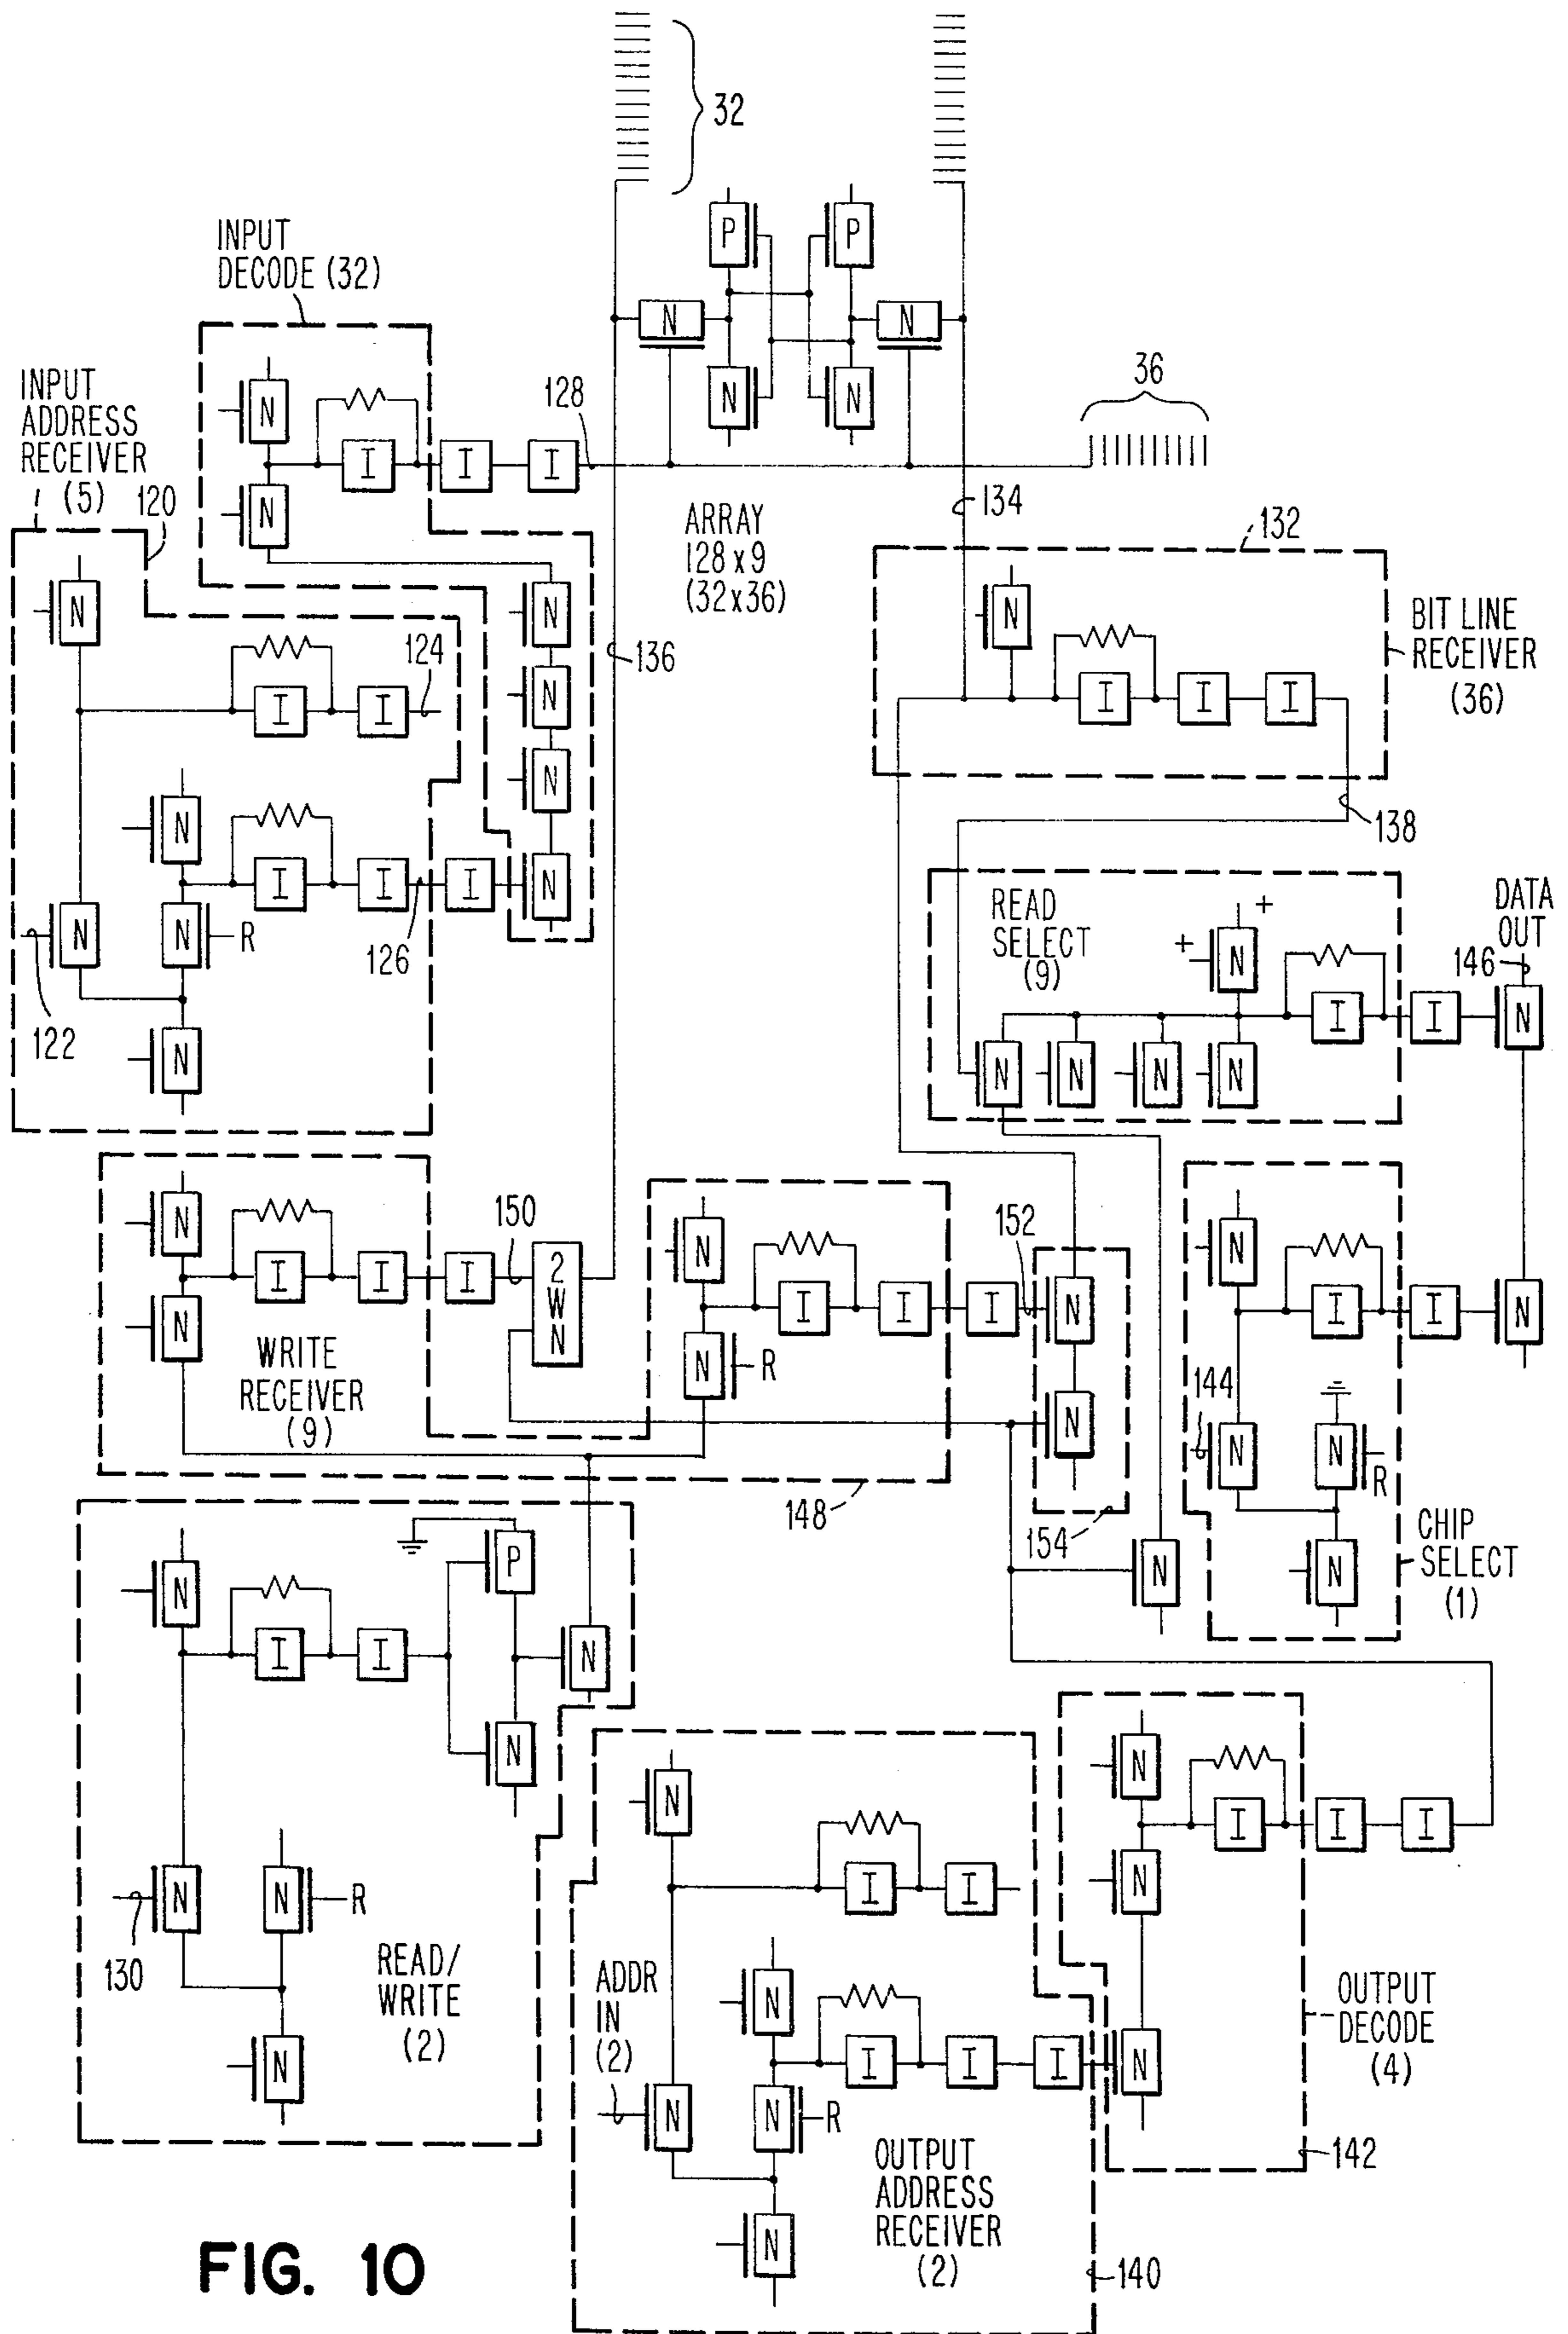 32
P
P
INPUT
DECODE (32)
N
N
N
N
36
INPUT
ADDRESS
RECEIVER
(5)
120
N
I
I
I
128
N
ARRAY
128 x 9
(32x36)
134
132
N
N
N
BIT LINE
RECEIVER
(36)
124
136
N
I
I
I
I
I
N
N
138
N
I
I
I
N
READ
SELECT
(9)
+
+
N
DATA
OUT
146
N
N
R
126
I
I
N
122
N
N
N
N
N
N
150
2
W
N
N
152
N
I
I
I
I
I
I
N
I
I
N
N
WRITE
RECEIVER
(9)
N
R
144
N
N
N
R
148
154
CHIP
SELECT
(1)
P
N
N
N
I
I
N
N
N
N
I
I
I
N
I
I
N
130
N
N
R
READ/
WRITE
(2)
ADDR
IN
(2)
N
OUTPUT
DECODE
(4)
I
I
I
N
N
N
N
R
OUTPUT
ADDRESS
RECEIVER
(2)
142
N
140
FIG. 10